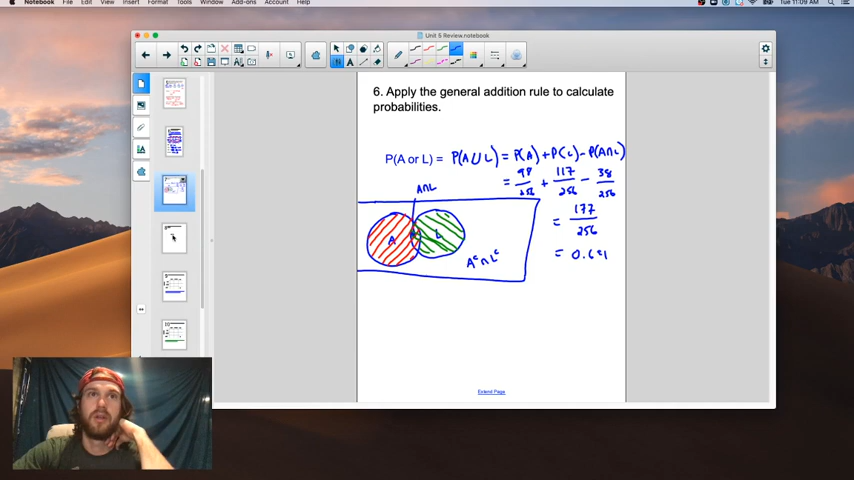 Notebook File Edit View Insert Format Tools Window Add-ons Account Help
Tue 11:09 AM
Unit 5 Review.notebook
6. Apply the general addition rule to calculate
probabilities.
P(A or L) = P(A∪L) = P(A) + P(L) - P(A∩L)
= 98/256 + 117/256 - 38/256
A∩L
= 177/256
A
L
A^c ∩ L^c
= 0.691
Extend Page